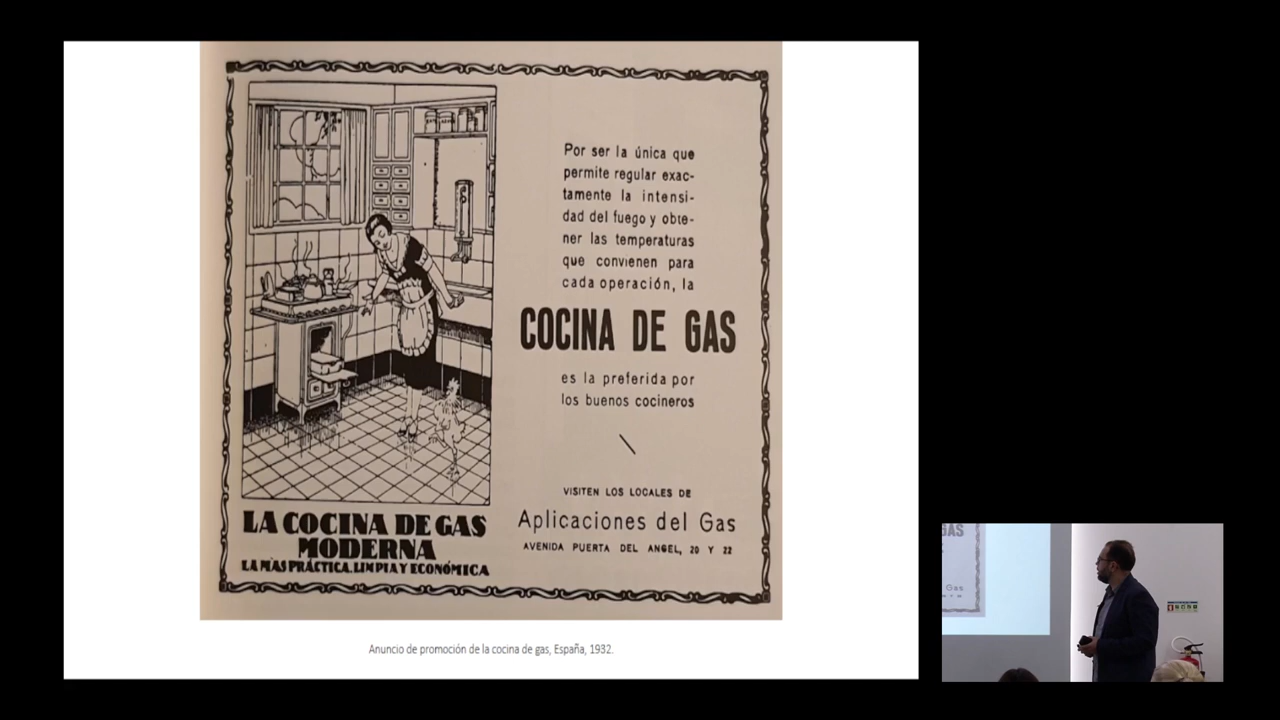 Por ser la única que
permite regular exac-
tamente la intensi-
dad del fuego y obte-
ner las temperaturas
que convienen para
cada operación, la
COCINA DE GAS
es la preferida por
los buenos cocineros
VISITEN LOS LOCALES DE
Aplicaciones del Gas
AVENIDA PUERTA DEL ANGEL, 20 Y 22
LA COCINA DE GAS
MODERNA
LA MAS PRÁCTICA, LIMPIA Y ECONÓMICA
Anuncio de promoción de la cocina de gas, España, 1932.
GAS
Gas